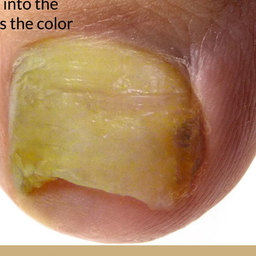 into the
s the color